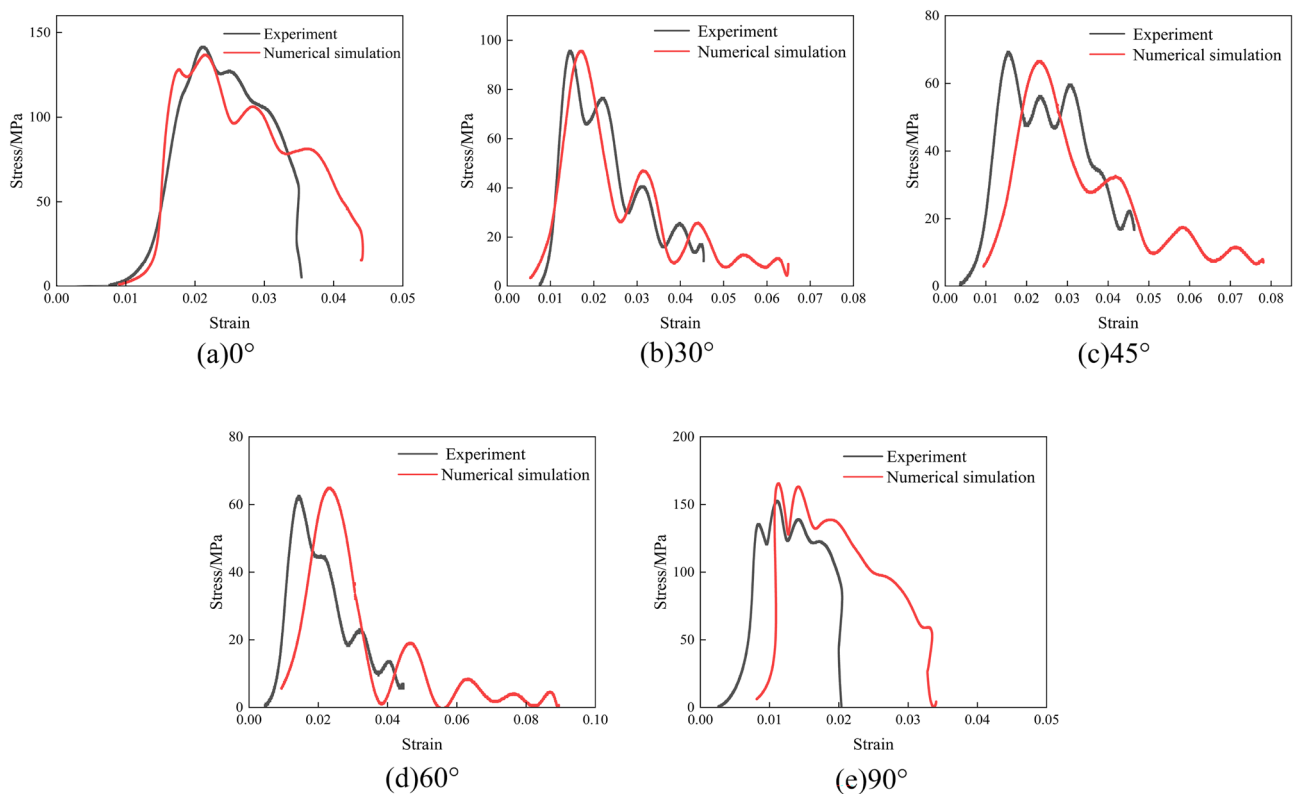 150
100
50
0
Stress/MPa
Experiment
Numerical simulation
0.00 0.01 0.02 0.03 0.04 0.05
Strain
(a)0°
100
80
60
40
20
0
Stress/MPa
Experiment
Numerical simulation
0.00 0.01 0.02 0.03 0.04 0.05 0.06 0.07 0.08
Strain
(b)30°
80
60
40
20
0
Stress/MPa
Experiment
Numerical simulation
0.00 0.01 0.02 0.03 0.04 0.05 0.06 0.07 0.08
Strain
(c)45°
80
60
40
20
0
Stress/MPa
Experiment
Numerical simulation
0.00 0.02 0.04 0.06 0.08 0.10
Strain
(d)60°
200
150
100
50
0
Stress/MPa
Experiment
Numerical simulation
0.00 0.01 0.02 0.03 0.04 0.05
Strain
(e)90°